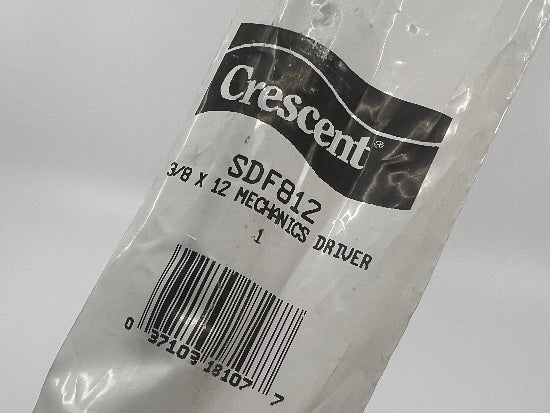 Crescent®
SDF812
3/8 X 12 MECHANICS DRIVER
1
0 37103 18107 7